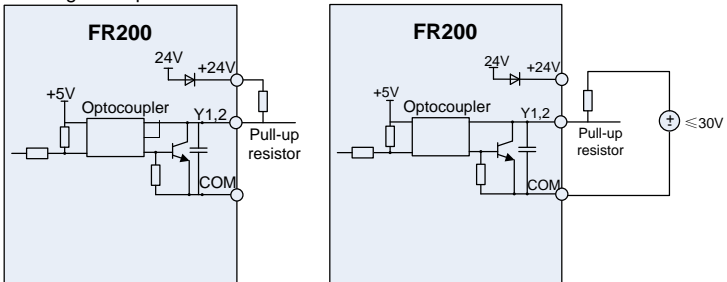 FR200
24V
+24V
+5V
Optocoupler
Y1,2
Pull-up
resistor
COM
FR200
24V
+24V
+5V
Optocoupler
Y1,2
Pull-up
resistor
± ≤30V
COM